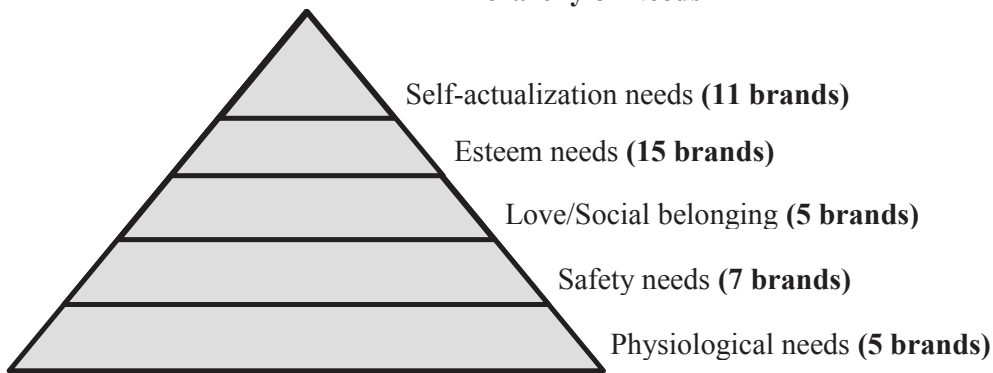 Needs
Self-actualization needs (11 brands)
Esteem needs (15 brands)
Love/Social belonging (5 brands)
Safety needs (7 brands)
Physiological needs (5 brands)